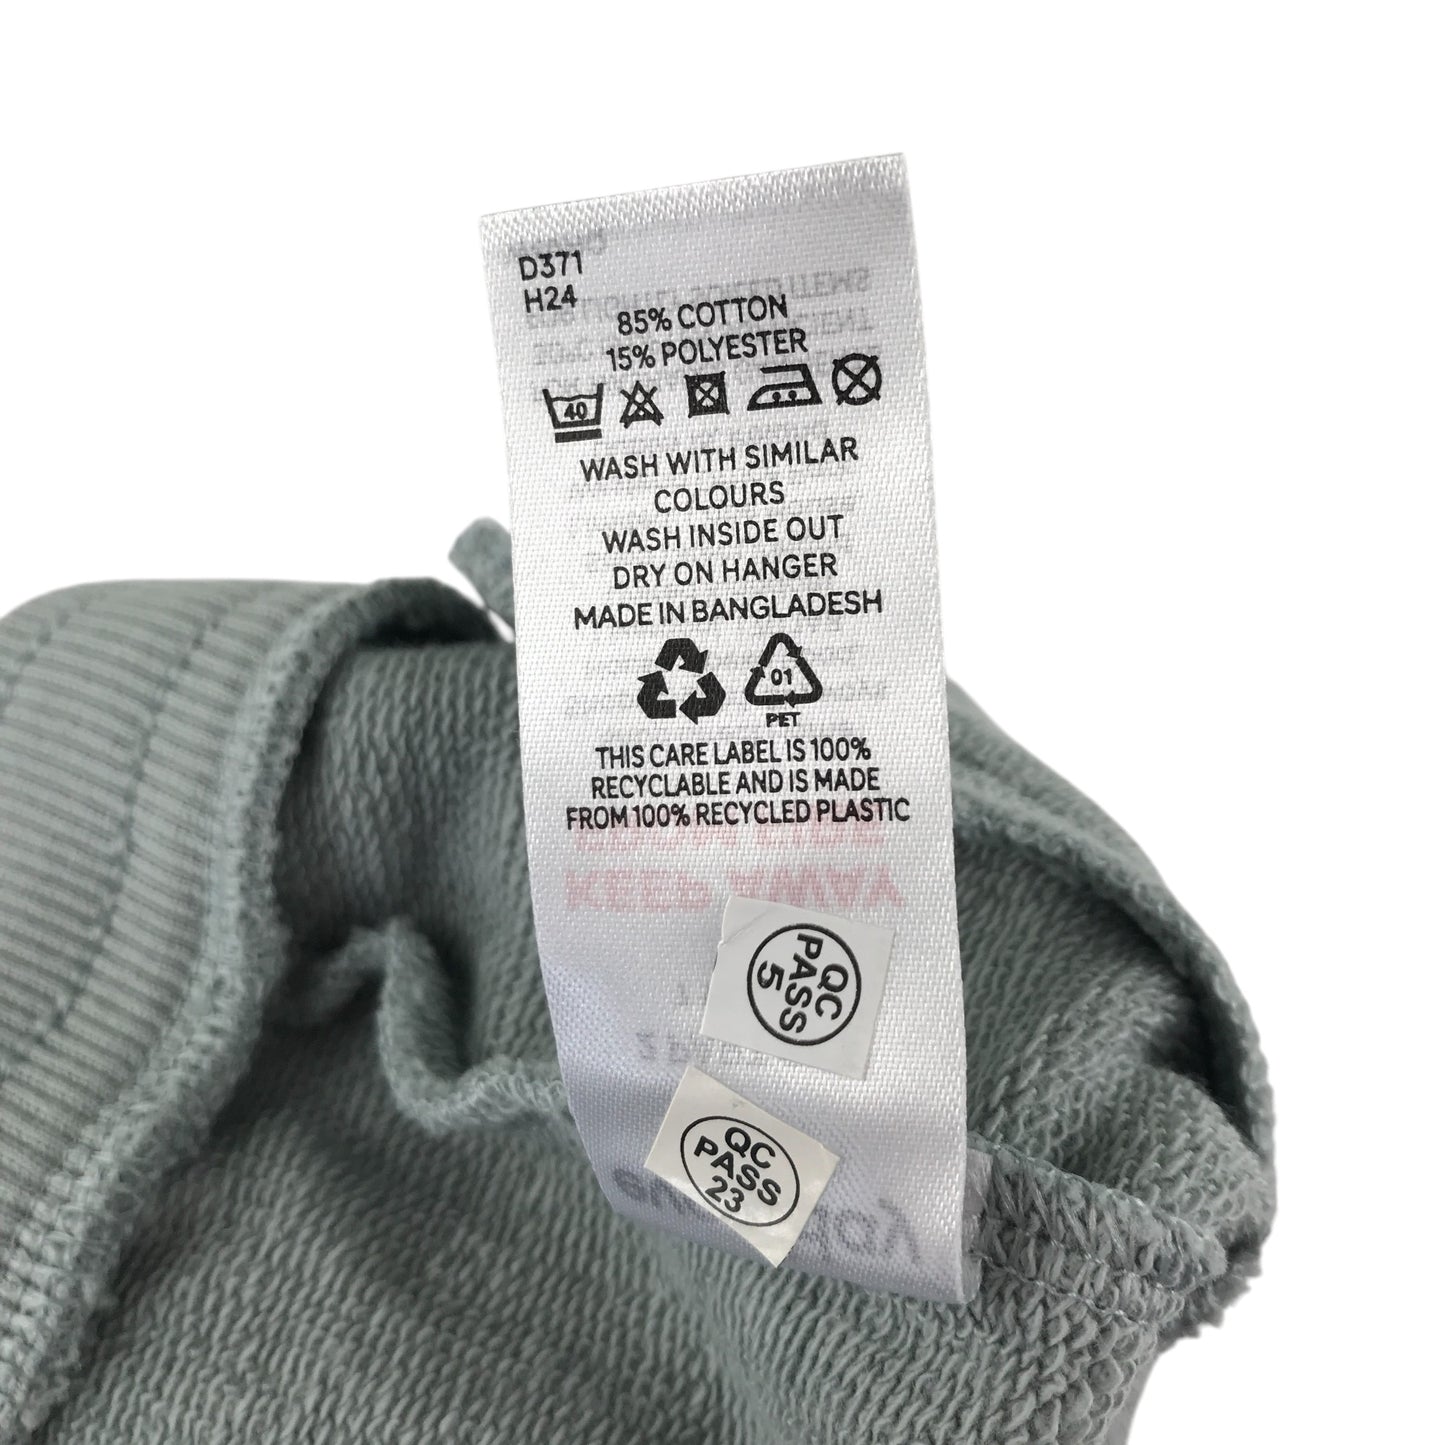 D371
H24
85% COTTON
15% POLYESTER
40
WASH WITH SIMILAR
COLOURS
WASH INSIDE OUT
DRY ON HANGER
MADE IN BANGLADESH
01
PET
THIS CARE LABEL IS 100%
RECYCLABLE AND IS MADE
FROM 100% RECYCLED PLASTIC
KEEP AWAY
QC
PASS
5
QC
PASS
23